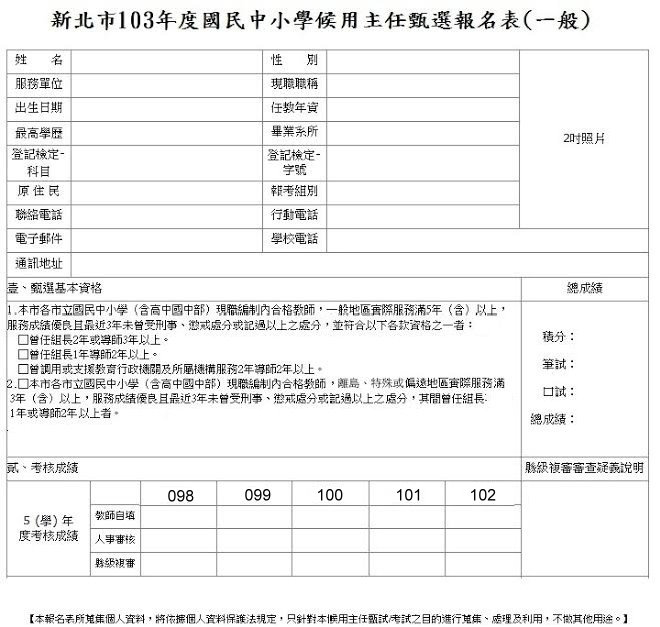 新北市103年度國民中小學候用主任甄選報名表(一般)
姓 名 性 別
服務單位 現職職稱
出生日期 任教年資
2吋照片
最高學歷 畢業系所
登記檢定- 登記檢定-
科目 字號
原 住 民 報考組別
聯絡電話 行動電話
電子郵件 學校電話
通訊地址
壹、甄選基本資格 總成績
1.本市各市立國民中小學（含高中國中部）現職編制內合格教師，一般地區實際服務滿5年（含）以上，
服務成績優良且最近3年未曾受刑事、懲戒處分或記過以上之處分，並符合以下各款資格之一者：
□曾任組長2年或導師3年以上。
□曾任組長1年導師2年以上。
□曾調用或支援教育行政機關及所屬機構服務2年導師2年以上。
2.□本市各市立國民中小學（含高中國中部）現職編制內合格教師，離島、特殊或偏遠地區實際服務滿
3年（含）以上，服務成績優良且最近3年未曾受刑事、懲戒處分或記過以上之處分，其間曾任組長
1年或導師2年以上者。
積分：
筆試：
口試：
總成績：
貳、考核成績 縣級複審審查疑義說明
5 (學) 年
度考核成績
098 099 100 101 102
教師自填
人事審核
縣級複審
【本報名表所蒐集個人資料，將依據個人資料保護法規定，只針對本候用主任甄試/考試之目的進行蒐集、處理及利用，不做其他用途。】